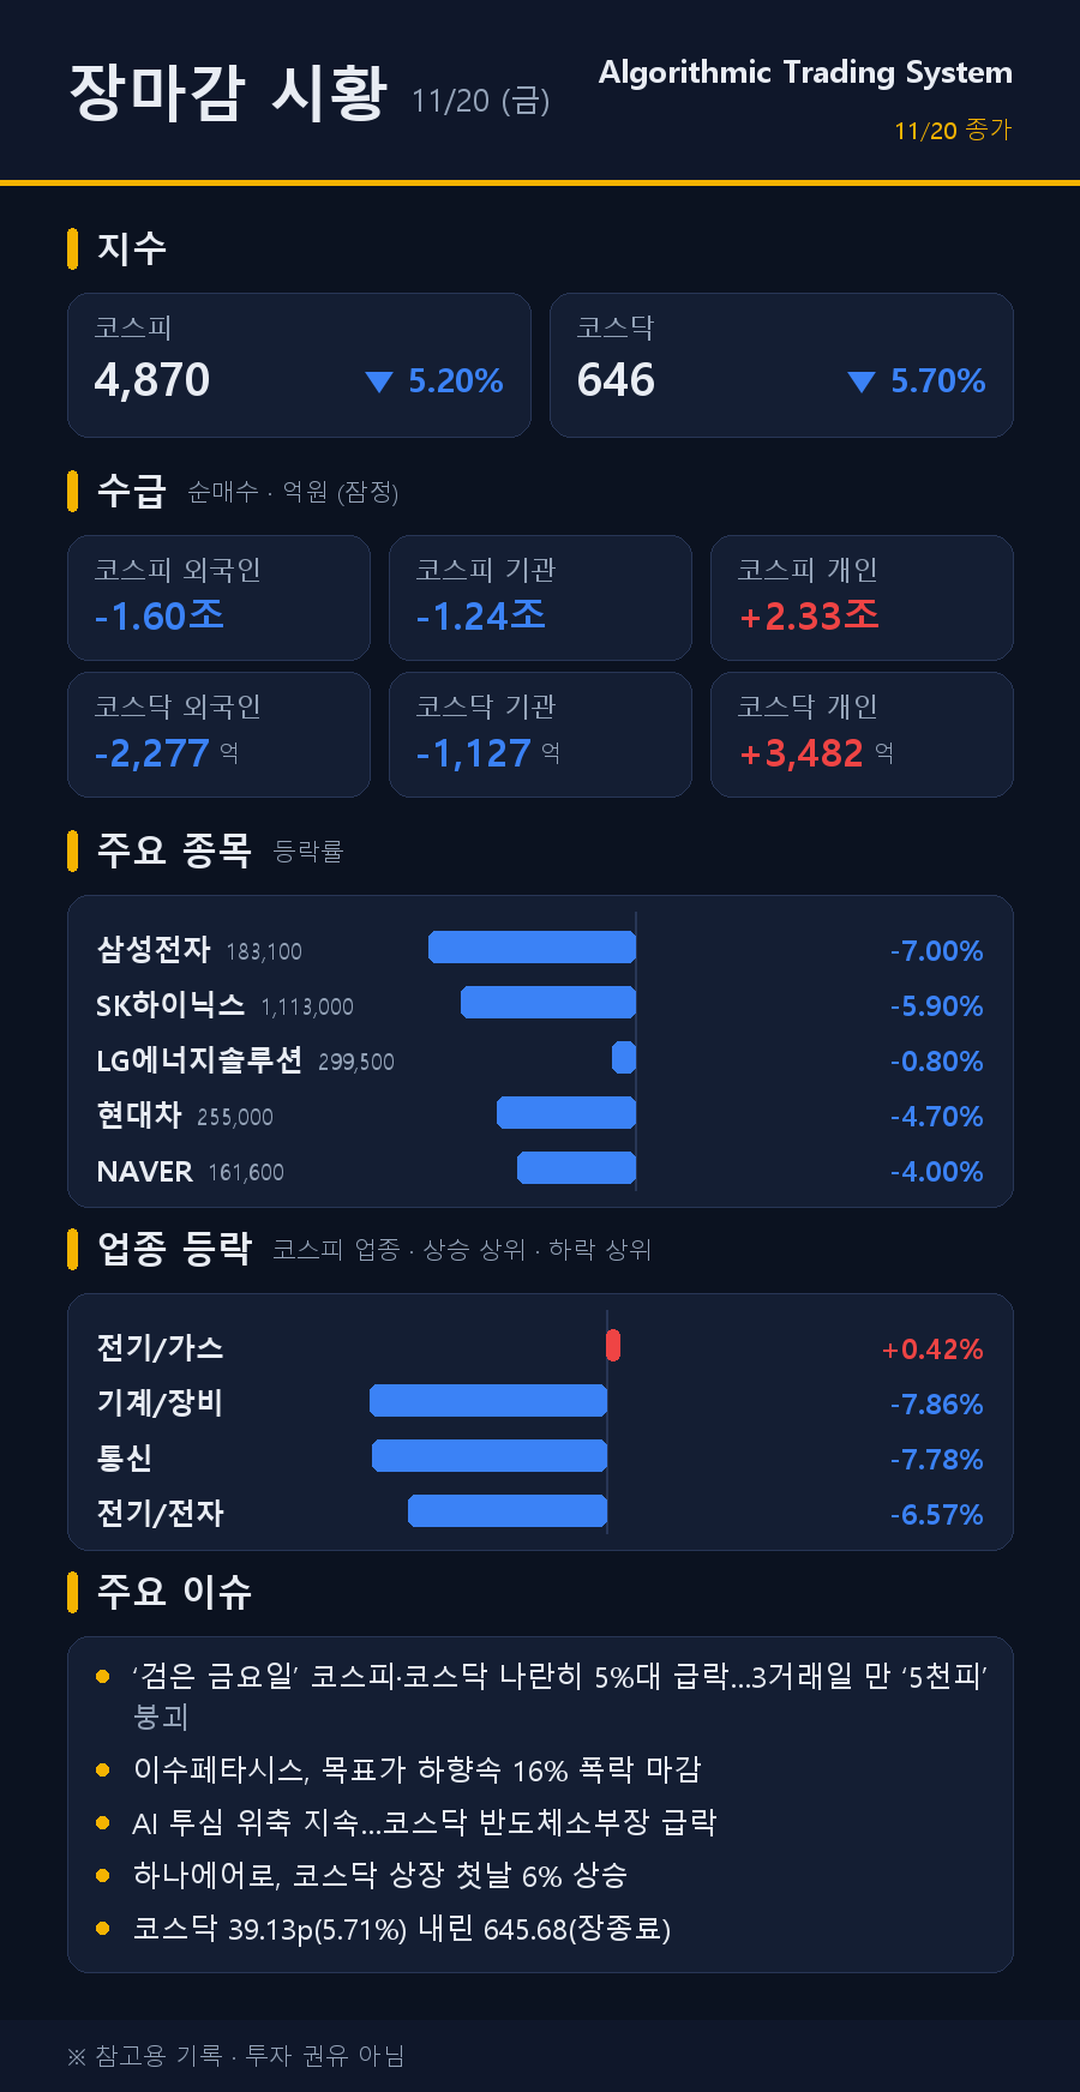 장마감 시황 11/20 (금)
Algorithmic Trading System
11/20 종가
지수
코스피
4,870 ▼ 5.20%
코스닥
646 ▼ 5.70%
수급 순매수 · 억원 (잠정)
코스피 외국인
-1.60조
코스피 기관
-1.24조
코스피 개인
+2.33조
코스닥 외국인
-2,277 억
코스닥 기관
-1,127 억
코스닥 개인
+3,482 억
주요 종목 등락률
삼성전자 183,100 -7.00%
SK하이닉스 1,113,000 -5.90%
LG에너지솔루션 299,500 -0.80%
현대차 255,000 -4.70%
NAVER 161,600 -4.00%
업종 등락 코스피 업종 · 상승 상위 · 하락 상위
전기/가스 +0.42%
기계/장비 -7.86%
통신 -7.78%
전기/전자 -6.57%
주요 이슈
‘검은 금요일’ 코스피·코스닥 나란히 5%대 급락…3거래일 만 ‘5천피’
붕괴
이수페타시스, 목표가 하향속 16% 폭락 마감
AI 투심 위축 지속…코스닥 반도체소부장 급락
하나에어로, 코스닥 상장 첫날 6% 상승
코스닥 39.13p(5.71%) 내린 645.68(장종료)
※ 참고용 기록 · 투자 권유 아님